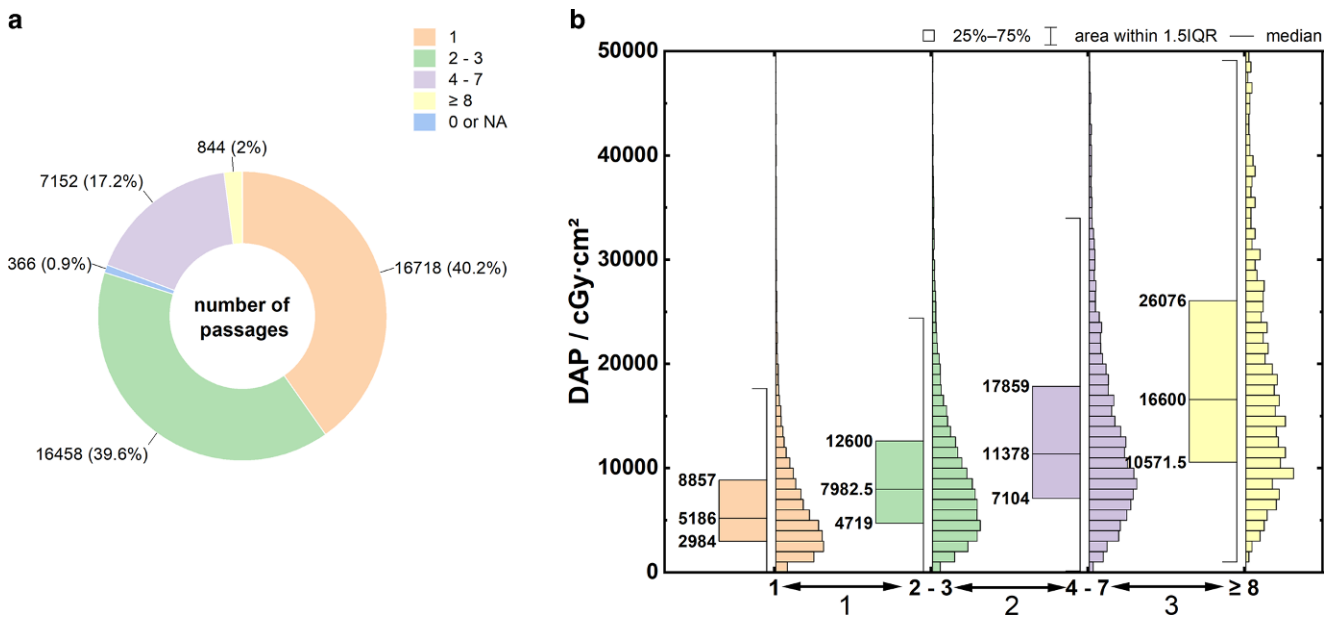 a
1
2 - 3
4 - 7
≥ 8
0 or NA
844 (2%)
7152 (17.2%)
366 (0.9%)
16718 (40.2%)
16458 (39.6%)
number of
passages
b
25%–75%
area within 1.5IQR
median
DAP / cGy·cm²
50000
40000
30000
20000
10000
0
8857
5186
2984
12600
7982.5
4719
17859
11378
7104
26076
16600
10571.5
1 2 - 3 4 - 7 ≥ 8
1 2 3